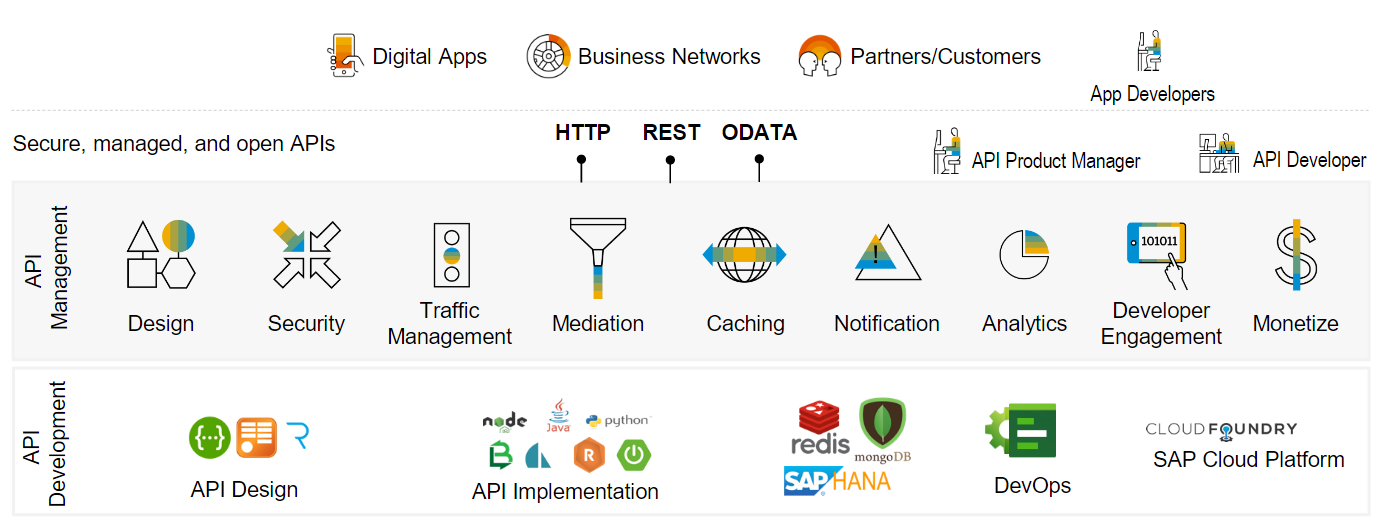 Digital Apps
Business Networks
Partners/Customers
App Developers
Secure, managed, and open APIs
HTTP
REST
ODATA
API Product Manager
API Developer
API
Management
101011
Design
Security
Traffic
Management
Mediation
Caching
Notification
Analytics
Developer
Engagement
Monetize
API
Development
{··}
R
API Design
node
Java
python
B
R
API Implementation
redis
mongoDB
SAP HANA
DevOps
CLOUD FOUNDRY
SAP Cloud Platform